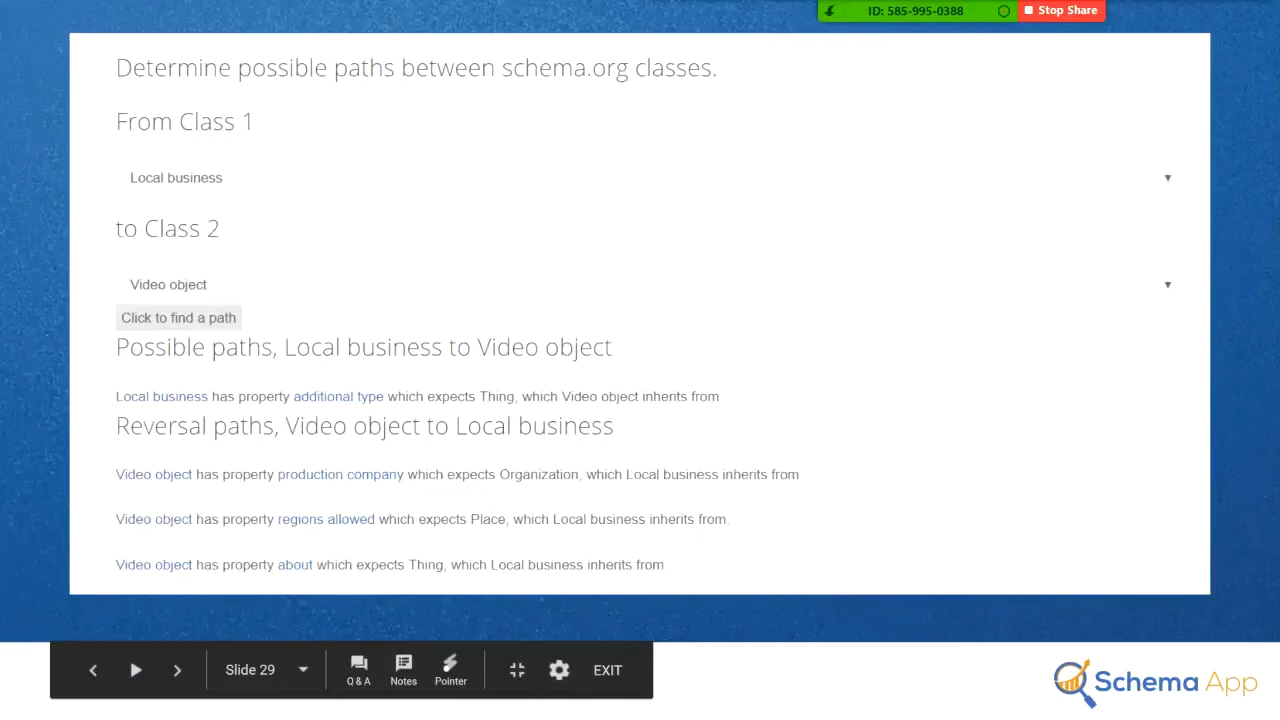 ID: 585-995-0388
Stop Share
Determine possible paths between schema.org classes.
From Class 1
Local business
to Class 2
Video object
Click to find a path
Possible paths, Local business to Video object
Local business has property additional type which expects Thing, which Video object inherits from
Reversal paths, Video object to Local business
Video object has property production company which expects Organization, which Local business inherits from
Video object has property regions allowed which expects Place, which Local business inherits from.
Video object has property about which expects Thing, which Local business inherits from
Slide 29
Q & A
Notes
Pointer
EXIT
Schema App